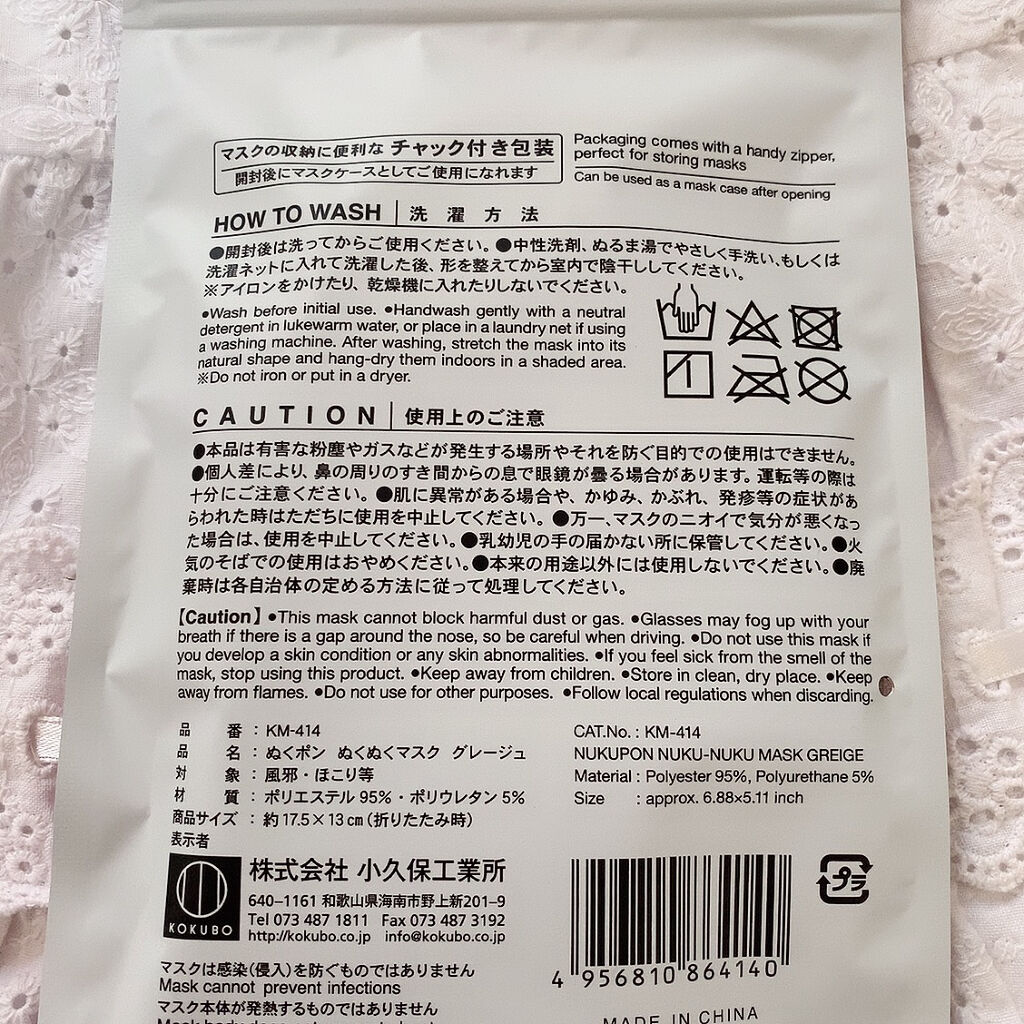 マスクの収納に便利な チャック付き包装
開封後にマスクケースとしてご使用になれます
Packaging comes with a handy zipper,
perfect for storing masks
Can be used as a mask case after opening
HOW TO WASH 洗濯方法
●開封後は洗ってからご使用ください。●中性洗剤、ぬるま湯でやさしく手洗い、もしくは
洗濯ネットに入れて洗濯した後、形を整えてから室内で陰干ししてください。
※アイロンをかけたり、乾燥機に入れたりしないでください。
●Wash before initial use. ●Handwash gently with a neutral
detergent in lukewarm water, or place in a laundry net if using
a washing machine. After washing, stretch the mask into its
natural shape and hang-dry them indoors in a shaded area.
※Do not iron or put in a dryer.
CAUTION 使用上のご注意
●本品は有害な粉塵やガスなどが発生する場所やそれを防ぐ目的での使用はできません。
●個人差により、鼻の周りのすき間からの息で眼鏡が曇る場合があります。運転等の際は
十分にご注意ください。●肌に異常がある場合や、かゆみ、かぶれ、発疹等の症状があ
らわれた時はただちに使用を中止してください。●万一、マスクのニオイで気分が悪くなっ
た場合は、使用を中止してください。●乳幼児の手の届かない所に保管してください。●火
気のそばでの使用はおやめください。●本来の用途以外には使用しないでください。●廃
棄時は各自治体の定める方法に従って処理してください。
【Caution】●This mask cannot block harmful dust or gas. ●Glasses may fog up with your
breath if there is a gap around the nose, so be careful when driving. ●Do not use this mask if
you develop a skin condition or any skin abnormalities. ●If you feel sick from the smell of the
mask, stop using this product. ●Keep away from children. ●Store in clean, dry place. ●Keep
away from flames. ●Do not use for other purposes. ●Follow local regulations when discarding.
品番：KM-414
品名：ぬくポン ぬくぬくマスク グレージュ
対象：風邪・ほこり等
材質：ポリエステル 95%・ポリウレタン 5%
商品サイズ：約17.5×13㎝(折りたたみ時)
表示者
CAT.No. : KM-414
NUKUPON NUKU-NUKU MASK GREIGE
Material : Polyester 95%, Polyurethane 5%
Size : approx. 6.88×5.11 inch
KOKUBO
株式会社 小久保工業所
640-1161 和歌山県海南市野上新201-9
Tel 073 487 1811 Fax 073 487 3192
http://kokubo.co.jp info@kokubo.co.jp
4 956810 864140
プラ
マスクは感染(侵入)を防ぐものではありません
Mask cannot prevent infections
マスク本体が発熱するものではありません
MADE IN CHINA